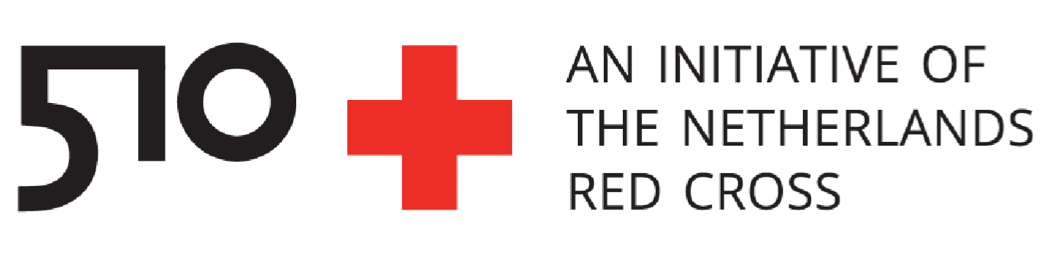 510
AN INITIATIVE OF
THE NETHERLANDS
RED CROSS